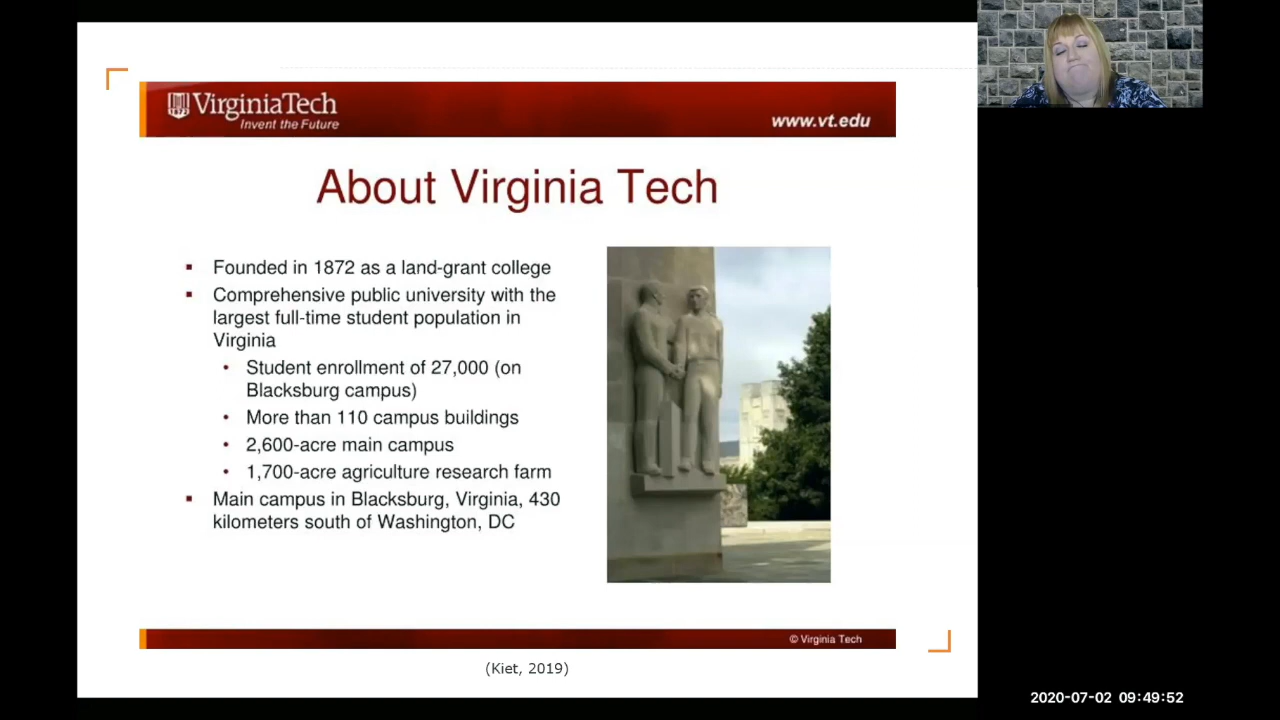 VirginiaTech
1872
Invent the Future
www.vt.edu
About Virginia Tech
▪ Founded in 1872 as a land-grant college
▪ Comprehensive public university with the
largest full-time student population in
Virginia
• Student enrollment of 27,000 (on
Blacksburg campus)
• More than 110 campus buildings
• 2,600-acre main campus
• 1,700-acre agriculture research farm
▪ Main campus in Blacksburg, Virginia, 430
kilometers south of Washington, DC
© Virginia Tech
(Kiet, 2019)
2020-07-02 09:49:52